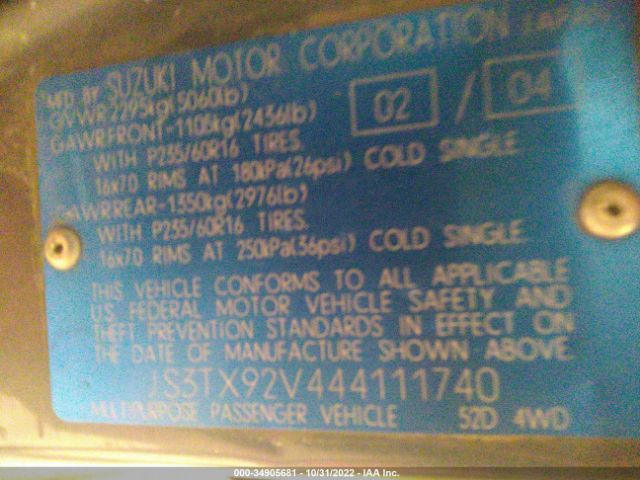 MFD BY SUZUKI MOTOR CORPORATION JAPAN
GVWR 2295kg(5060lb) 02 / 04
GAWRFRONT-1105kg(2436lb)
WITH P235/60R16 TIRES.
16x70 RIMS AT 180kPa(26psi) COLD SINGLE
GAWRREAR-1350kg(2976lb)
WITH P235/60R16 TIRES.
16x70 RIMS AT 250kPa(36psi) COLD SINGLE
THIS VEHICLE CONFORMS TO ALL APPLICABLE
U.S. FEDERAL MOTOR VEHICLE SAFETY AND
THEFT PREVENTION STANDARDS IN EFFECT ON
THE DATE OF MANUFACTURE SHOWN ABOVE.
JS3TX92V444111740
MULTIPURPOSE PASSENGER VEHICLE 52D 4WD
000-34905681 - 10/31/2022 - IAA Inc.